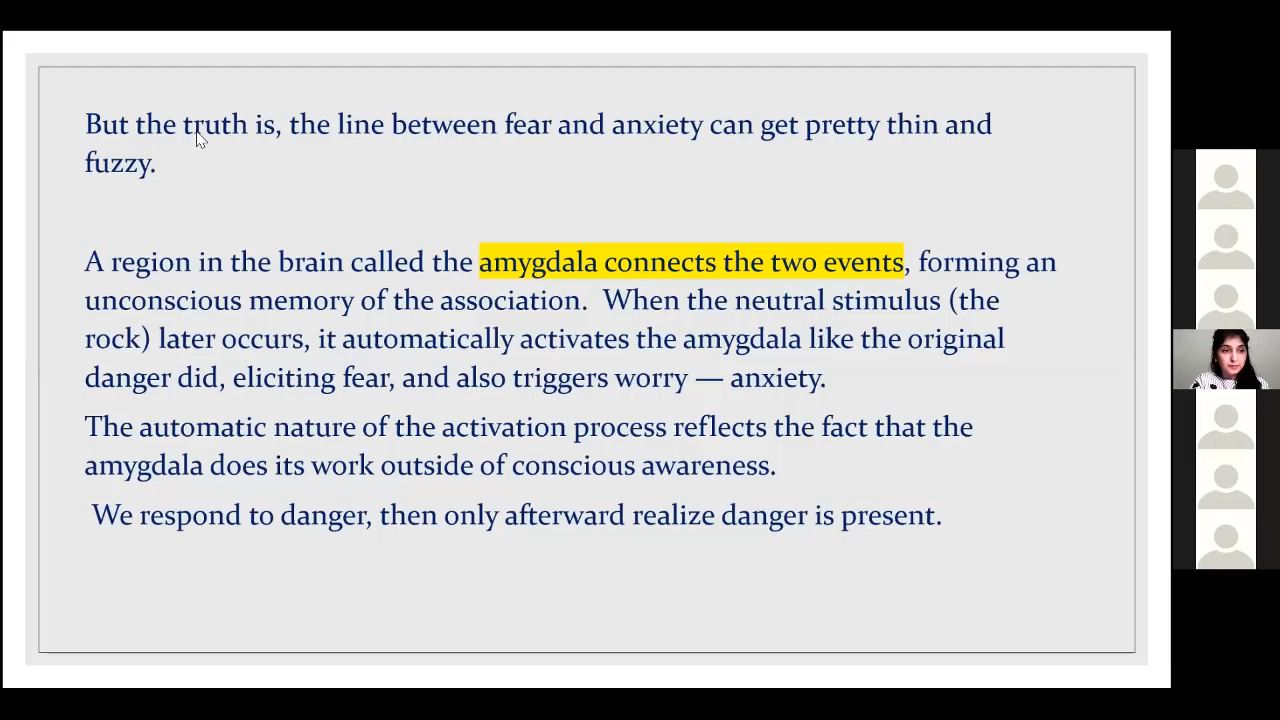 But the truth is, the line between fear and anxiety can get pretty thin and
fuzzy.
A region in the brain called the amygdala connects the two events, forming an
unconscious memory of the association.  When the neutral stimulus (the
rock) later occurs, it automatically activates the amygdala like the original
danger did, eliciting fear, and also triggers worry — anxiety.
The automatic nature of the activation process reflects the fact that the
amygdala does its work outside of conscious awareness.
We respond to danger, then only afterward realize danger is present.